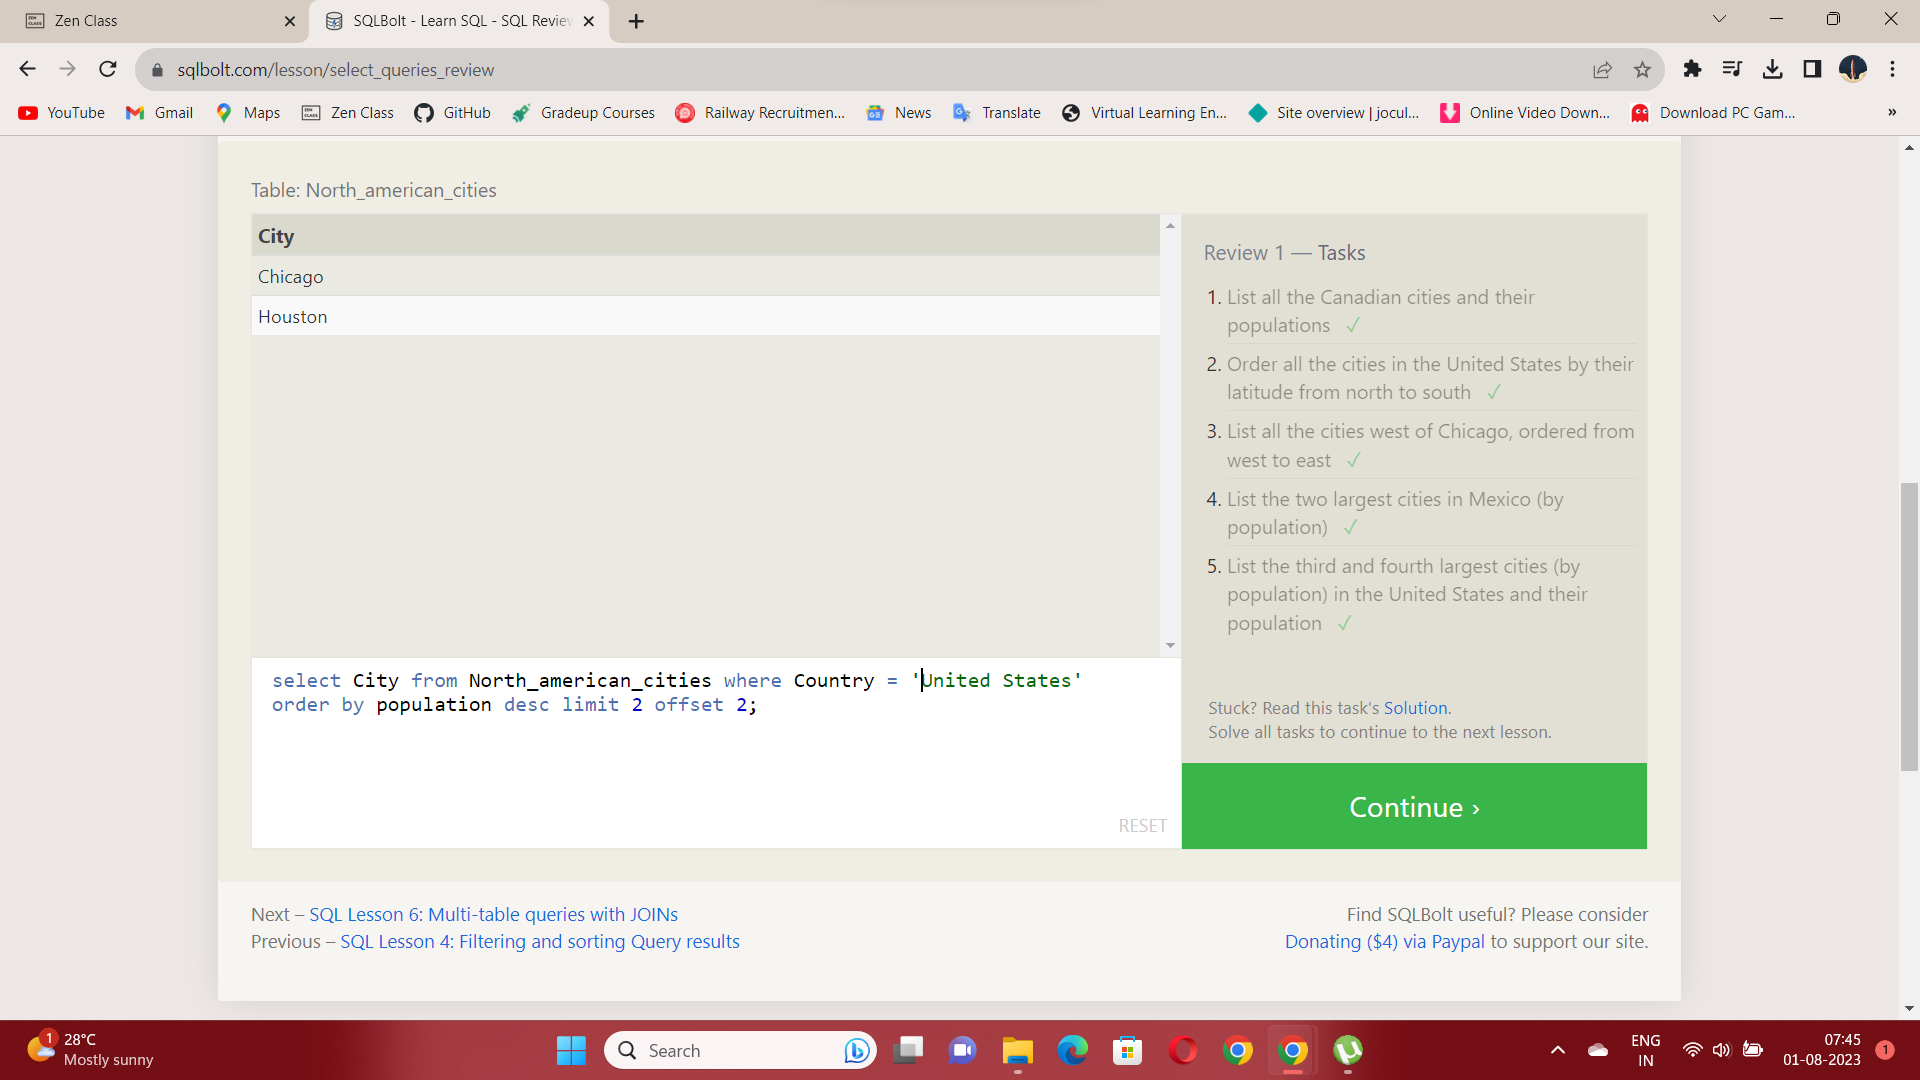 Zen Class
SQLBolt - Learn SQL - SQL Review
sqlbolt.com/lesson/select_queries_review
YouTube
Gmail
Maps
Zen Class
GitHub
Gradeup Courses
Railway Recruitmen...
News
Translate
Virtual Learning En...
Site overview | jocul...
Online Video Down...
Download PC Gam...
»
Table: North_american_cities
City
Chicago
Houston
select City from North_american_cities where Country = 'United States'
order by population desc limit 2 offset 2;
RESET
Review 1 — Tasks
1. List all the Canadian cities and their
populations ✓
2. Order all the cities in the United States by their
latitude from north to south ✓
3. List all the cities west of Chicago, ordered from
west to east ✓
4. List the two largest cities in Mexico (by
population) ✓
5. List the third and fourth largest cities (by
population) in the United States and their
population ✓
Stuck? Read this task's Solution.
Solve all tasks to continue to the next lesson.
Continue ›
Next – SQL Lesson 6: Multi-table queries with JOINs
Previous – SQL Lesson 4: Filtering and sorting Query results
Find SQLBolt useful? Please consider
Donating ($4) via Paypal to support our site.
1
28°C
Mostly sunny
Search
ENG
IN
07:45
01-08-2023
1